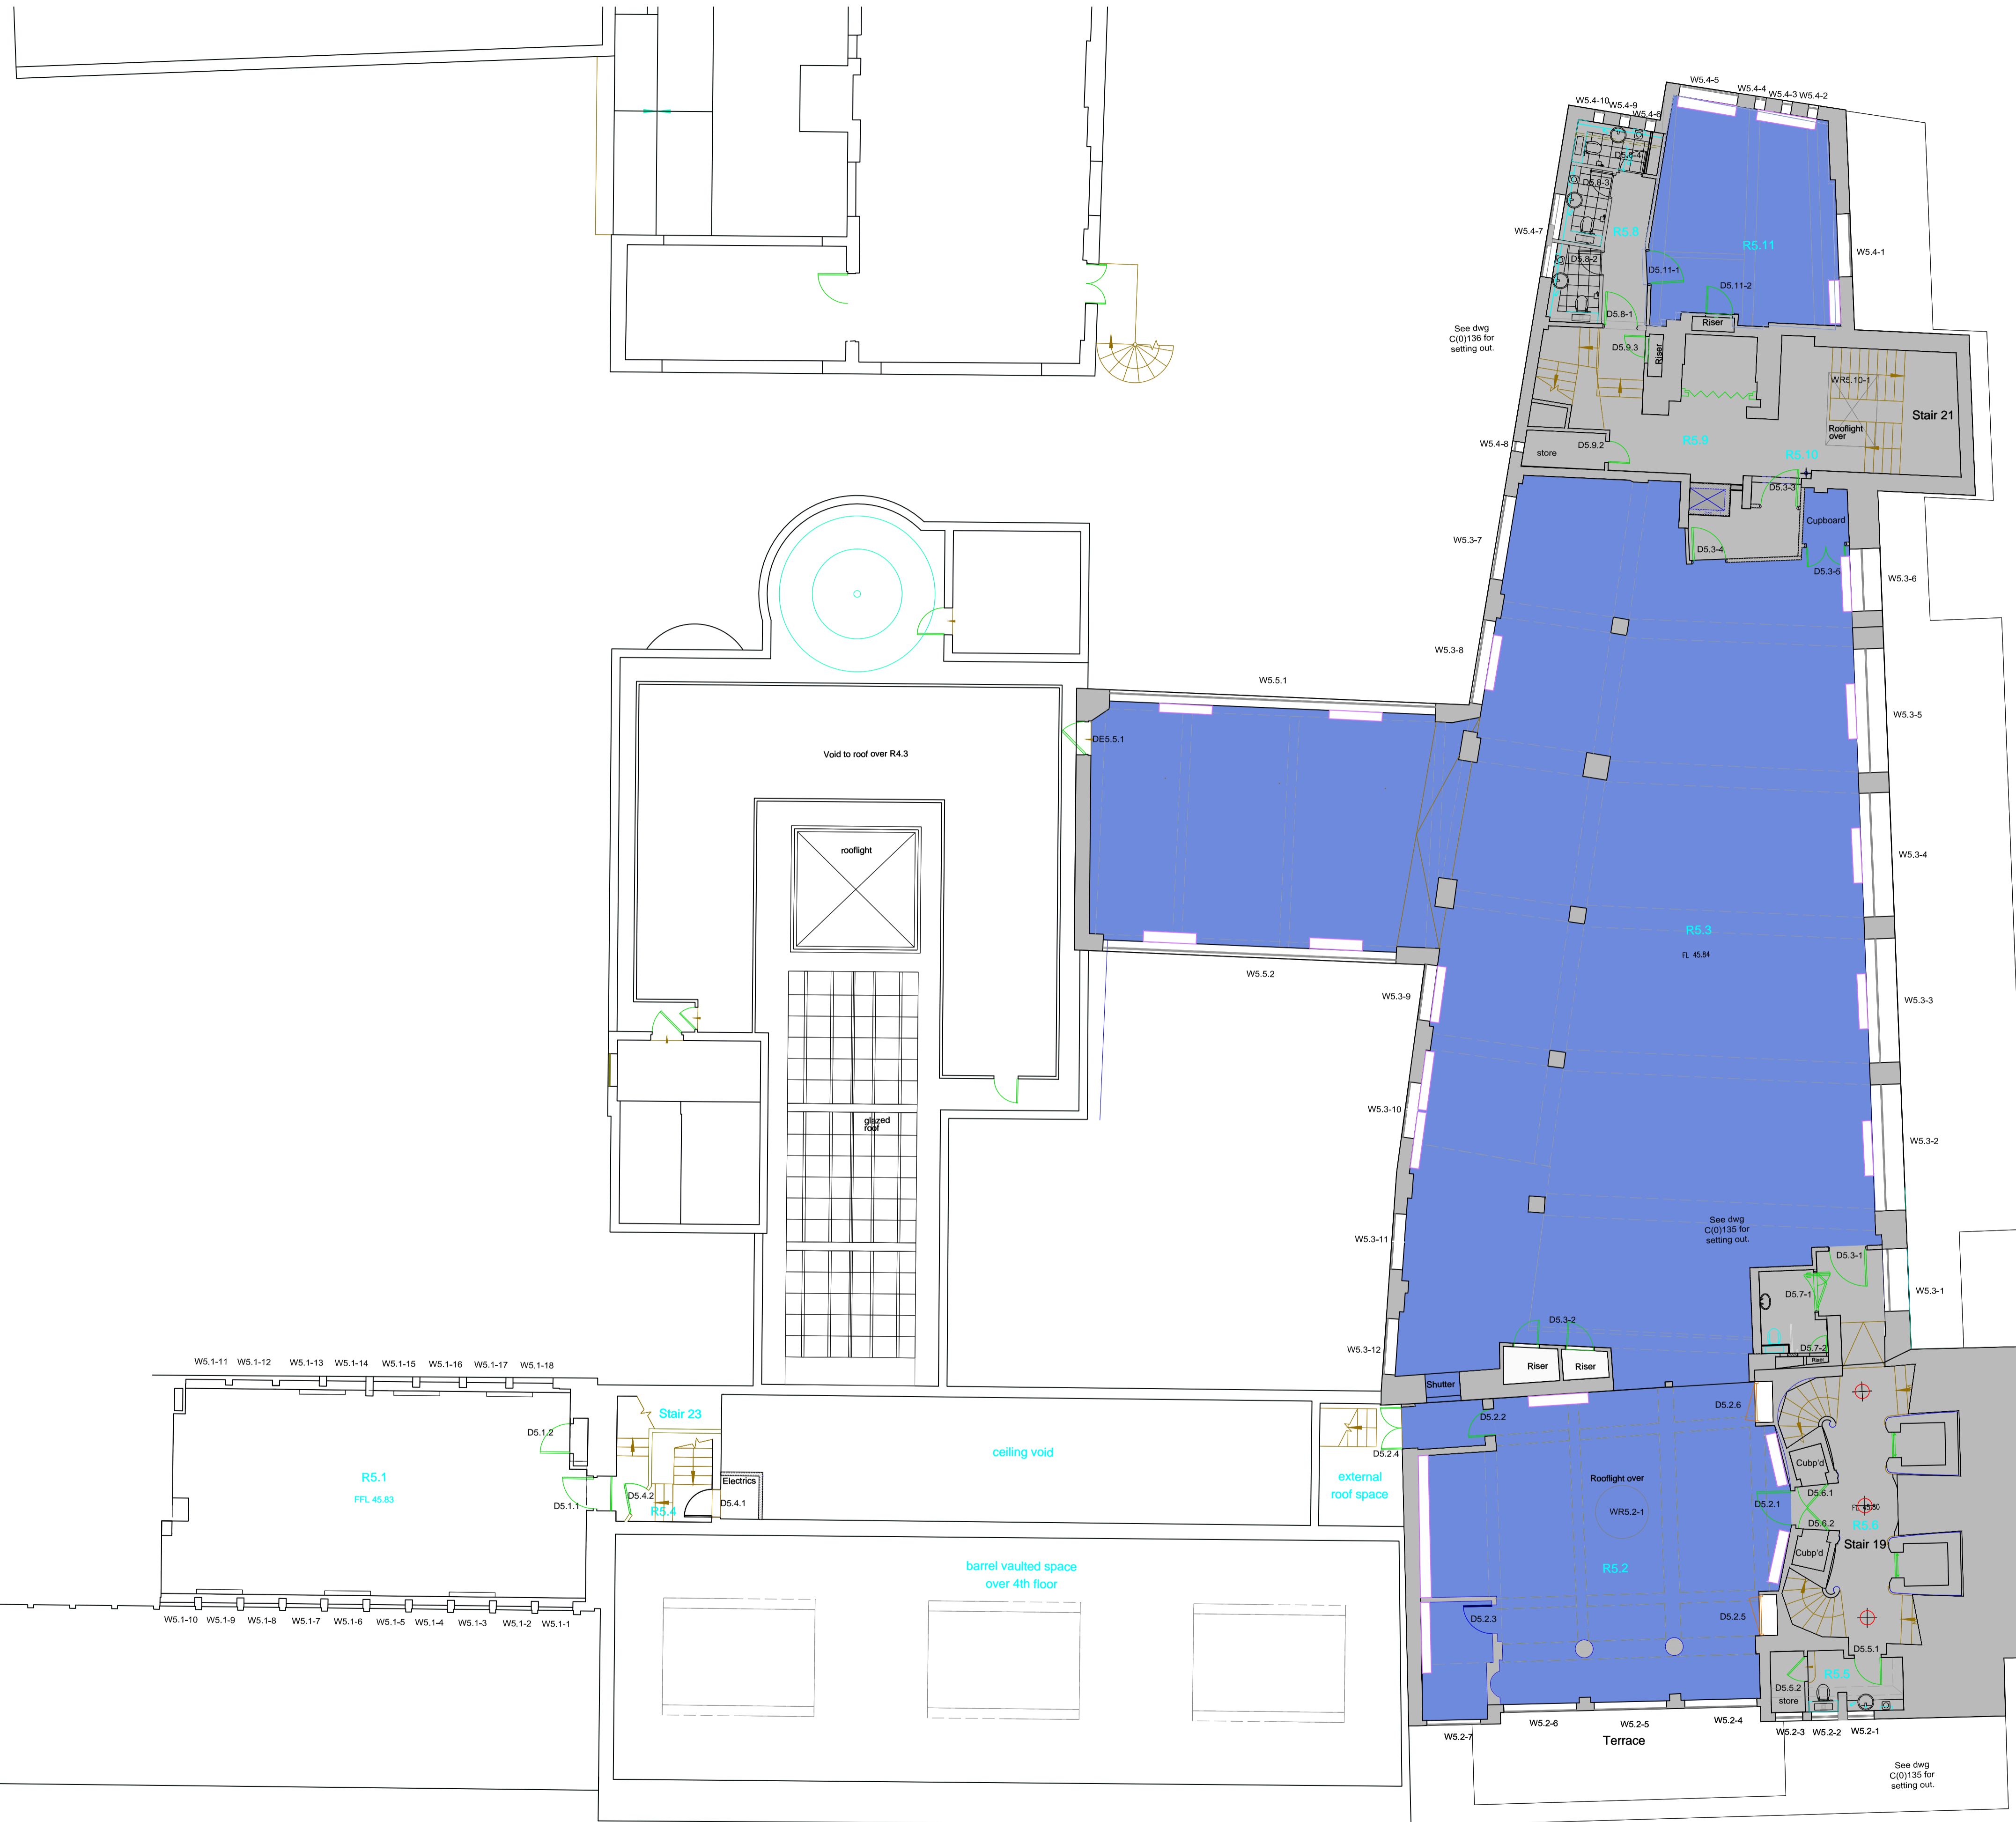 W5.4-5
W5.4-4
W5.4-3
W5.4-2
W5.4-10
W5.4-9
W5.4-6
D5.8-4
D5.8-3
W5.4-7
R5.8
R5.11
W5.4-1
D5.8-2
D5.11-1
D5.11-2
D5.8-1
Riser
See dwg
C(0)136 for
setting out.
D5.9.3
Riser
WR5.10-1
Stair 21
Rooflight
over
W5.4-8
D5.9.2
store
R5.9
R5.10
D5.3-3
Cupboard
W5.3-7
D5.3-4
D5.3-5
W5.3-6
W5.3-8
W5.5.1
W5.3-5
DE5.5.1
Void to roof over R4.3
rooflight
W5.3-4
R5.3
FL 45.84
W5.5.2
W5.3-9
W5.3-3
glazed
roof
W5.3-10
W5.3-2
See dwg
C(0)135 for
setting out.
W5.3-11
D5.3-1
D5.7-1
W5.3-1
D5.3-2
W5.3-12
D5.7-2
Riser
Riser
Riser
Shutter
W5.1-11
W5.1-12
W5.1-13
W5.1-14
W5.1-15
W5.1-16
W5.1-17
W5.1-18
Stair 23
D5.1.2
D5.2.2
D5.2.6
D5.2.4
ceiling void
R5.1
FFL 45.83
Electrics
external
roof space
Rooflight over
Cubp'd
D5.1.1
D5.4.2
R5.4
D5.4.1
WR5.2-1
D5.2.1
D5.6.1
FL 45.80
D5.6.2
R5.6
Stair 19
Cubp'd
barrel vaulted space
over 4th floor
R5.2
W5.1-10
W5.1-9
W5.1-8
W5.1-7
W5.1-6
W5.1-5
W5.1-4
W5.1-3
W5.1-2
W5.1-1
D5.2.3
D5.2.5
D5.5.1
R5.5
D5.5.2
store
W5.2-7
W5.2-6
W5.2-5
W5.2-4
W5.2-3
W5.2-2
W5.2-1
Terrace
See dwg
C(0)135 for
setting out.